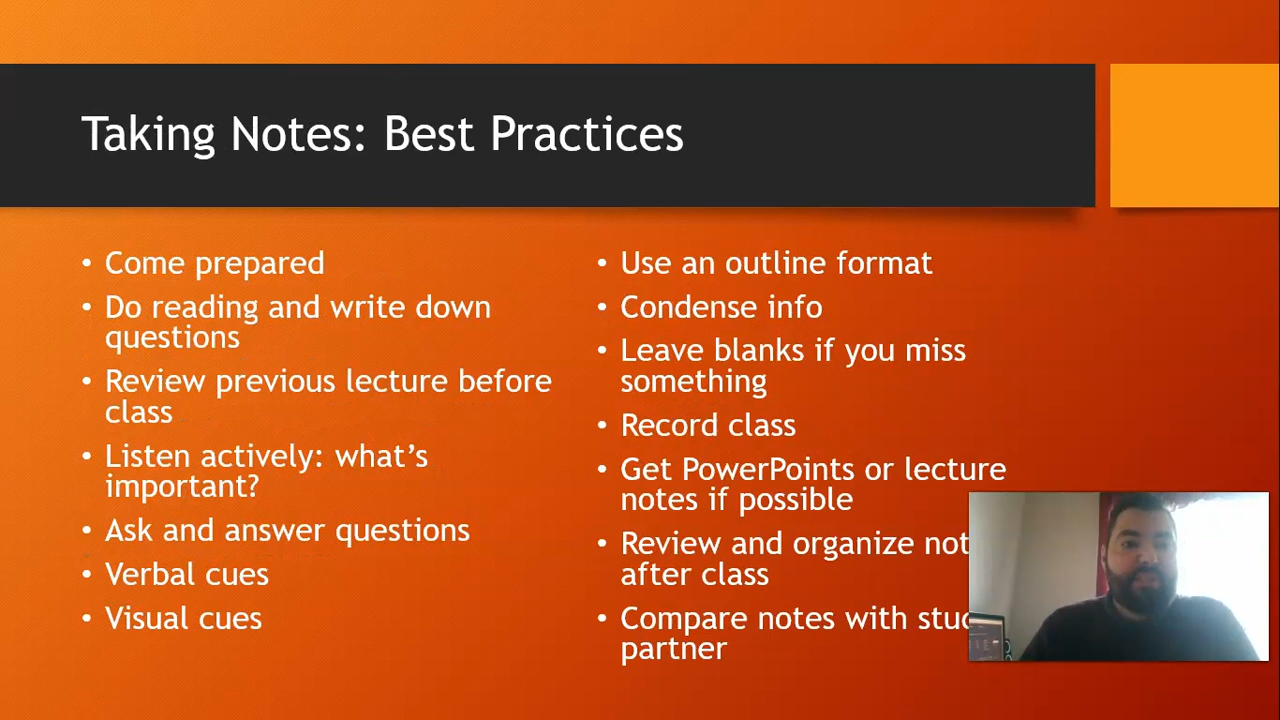 Taking Notes: Best Practices
• Come prepared
• Do reading and write down
questions
• Review previous lecture before
class
• Listen actively: what’s
important?
• Ask and answer questions
• Verbal cues
• Visual cues
• Use an outline format
• Condense info
• Leave blanks if you miss
something
• Record class
• Get PowerPoints or lecture
notes if possible
• Review and organize
after class
• Compare notes with
partner